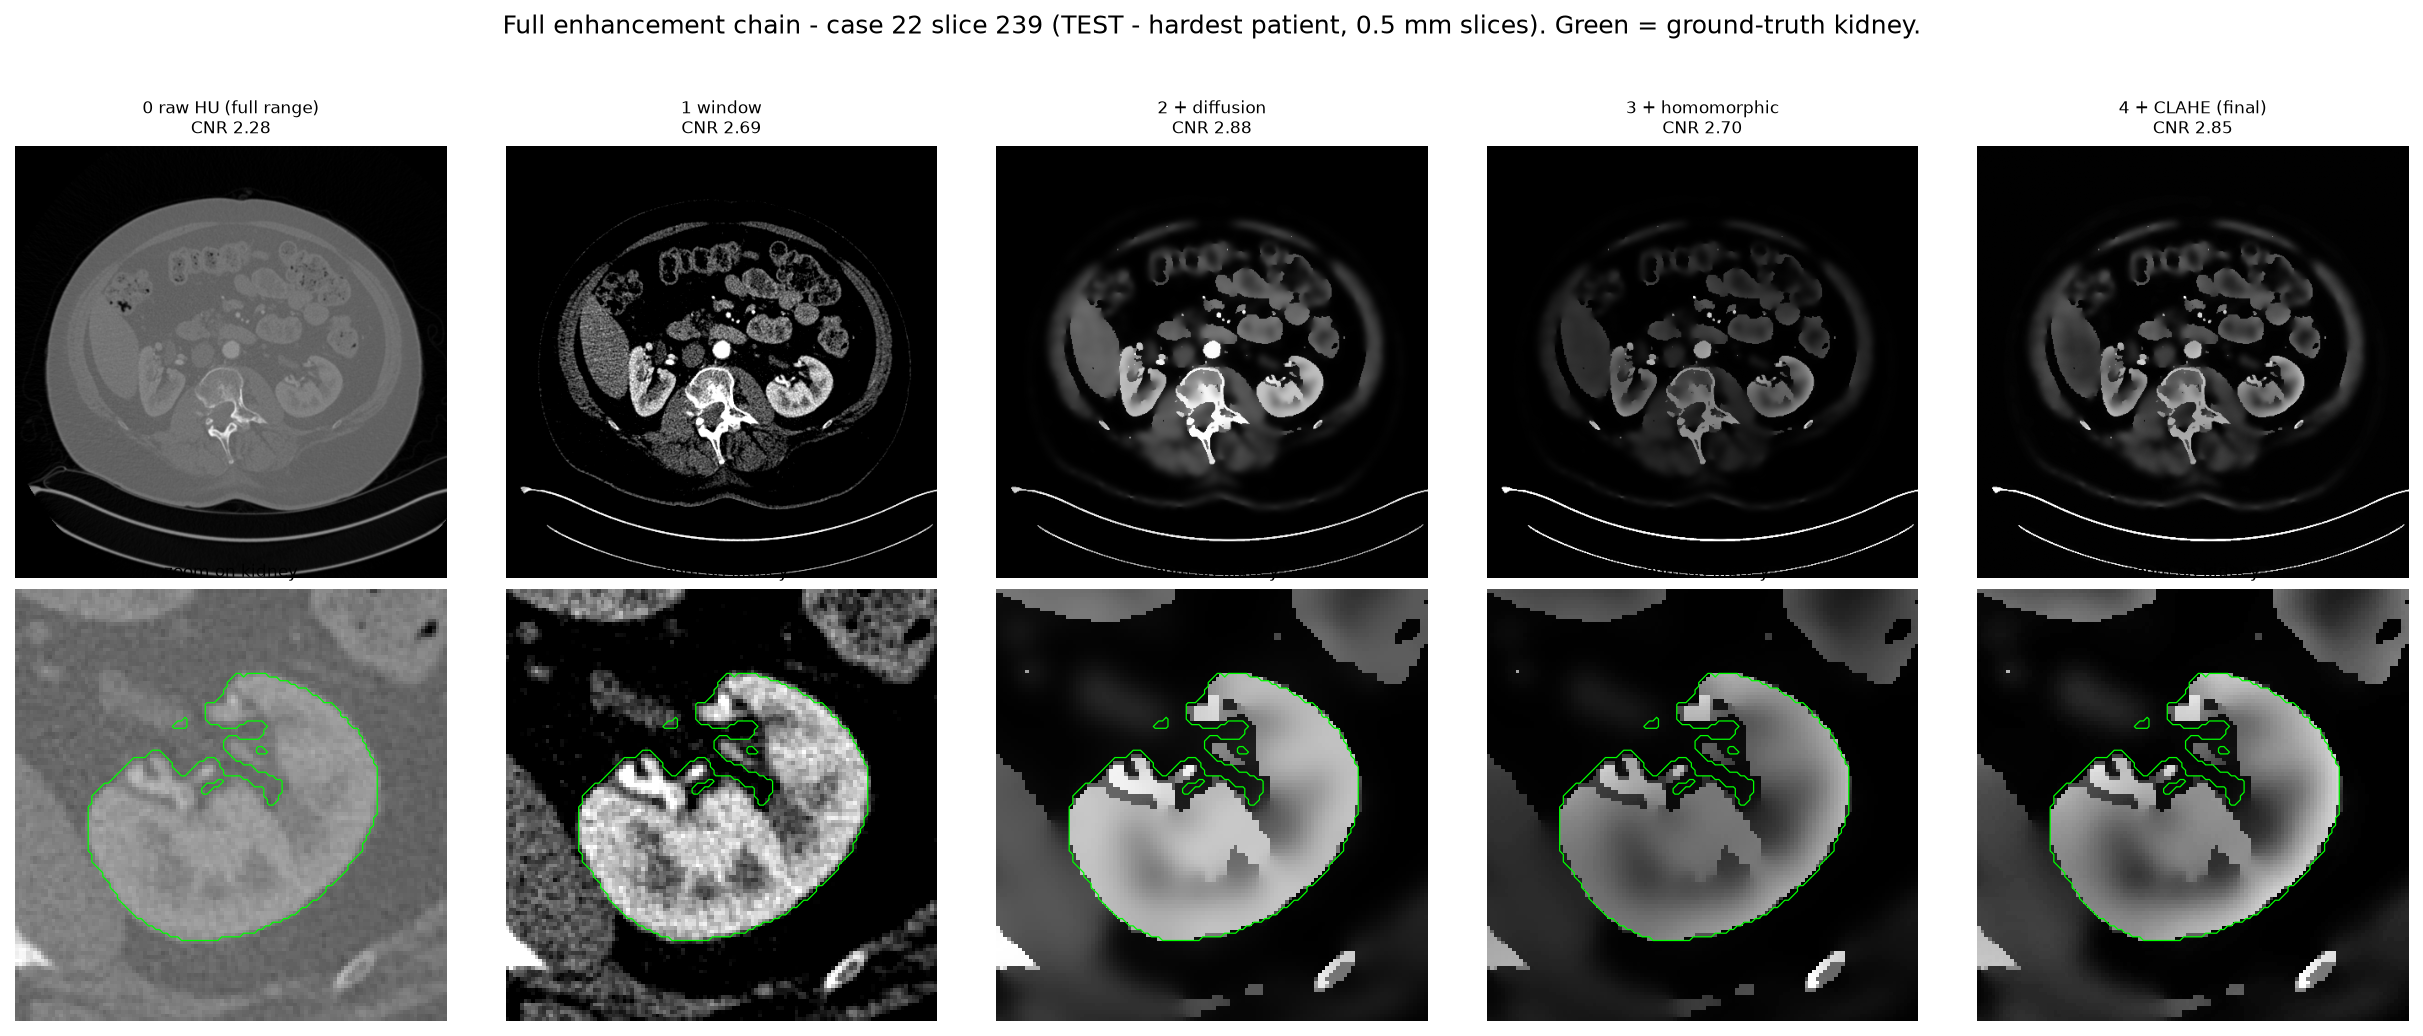 Full enhancement chain - case 22 slice 239 (TEST - hardest patient, 0.5 mm slices). Green = ground-truth kidney.
0 raw HU (full range)
CNR 2.28
1 window
CNR 2.69
2 + diffusion
CNR 2.88
3 + homomorphic
CNR 2.70
4 + CLAHE (final)
CNR 2.85
on kidney